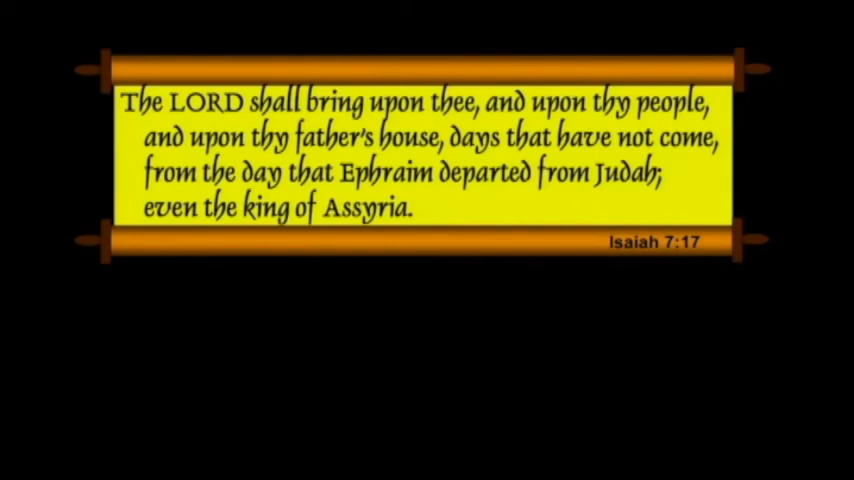 The LORD shall bring upon thee, and upon thy people,
and upon thy father's house, days that have not come,
from the day that Ephraim departed from Judah;
even the king of Assyria.
Isaiah 7:17